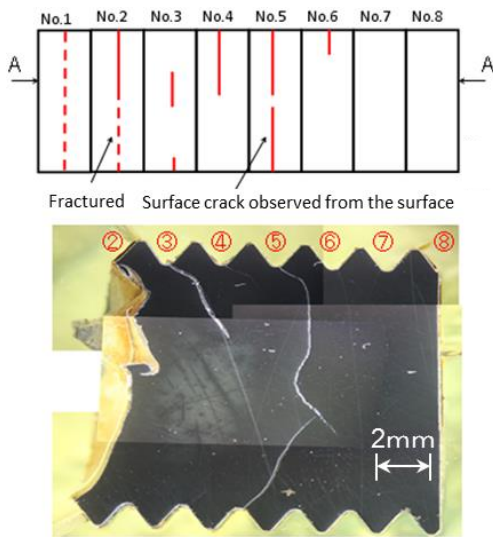 No.1 No.2 No.3 No.4 No.5 No.6 No.7 No.8
A A
Fractured Surface crack observed from the surface
② ③ ④ ⑤ ⑥ ⑦ ⑧
2mm